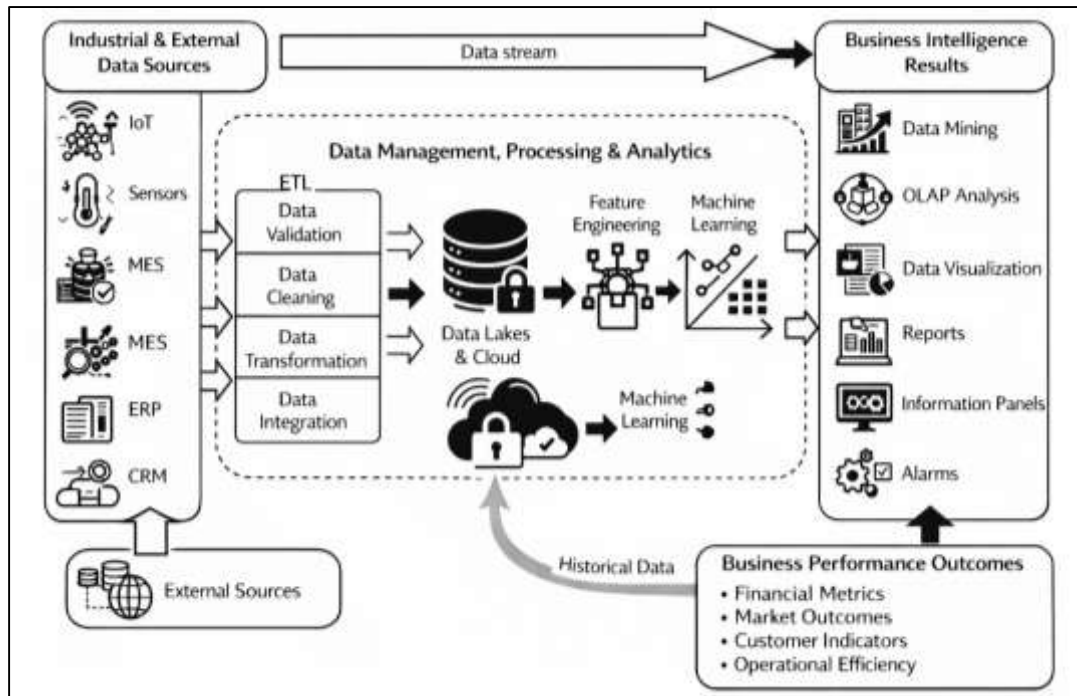 Industrial & External
Data Sources
Data stream
Business Intelligence
Results
IoT
Sensors
MES
MES
ERP
CRM
External Sources
Data Management, Processing & Analytics
ETL
Data
Validation
Data
Cleaning
Data
Transformation
Data
Integration
Data Lakes
& Cloud
Feature
Engineering
Machine
Learning
Machine
Learning
Data Mining
OLAP Analysis
Data Visualization
Reports
Information Panels
Alarms
Historical Data
Business Performance Outcomes
• Financial Metrics
• Market Outcomes
• Customer Indicators
• Operational Efficiency